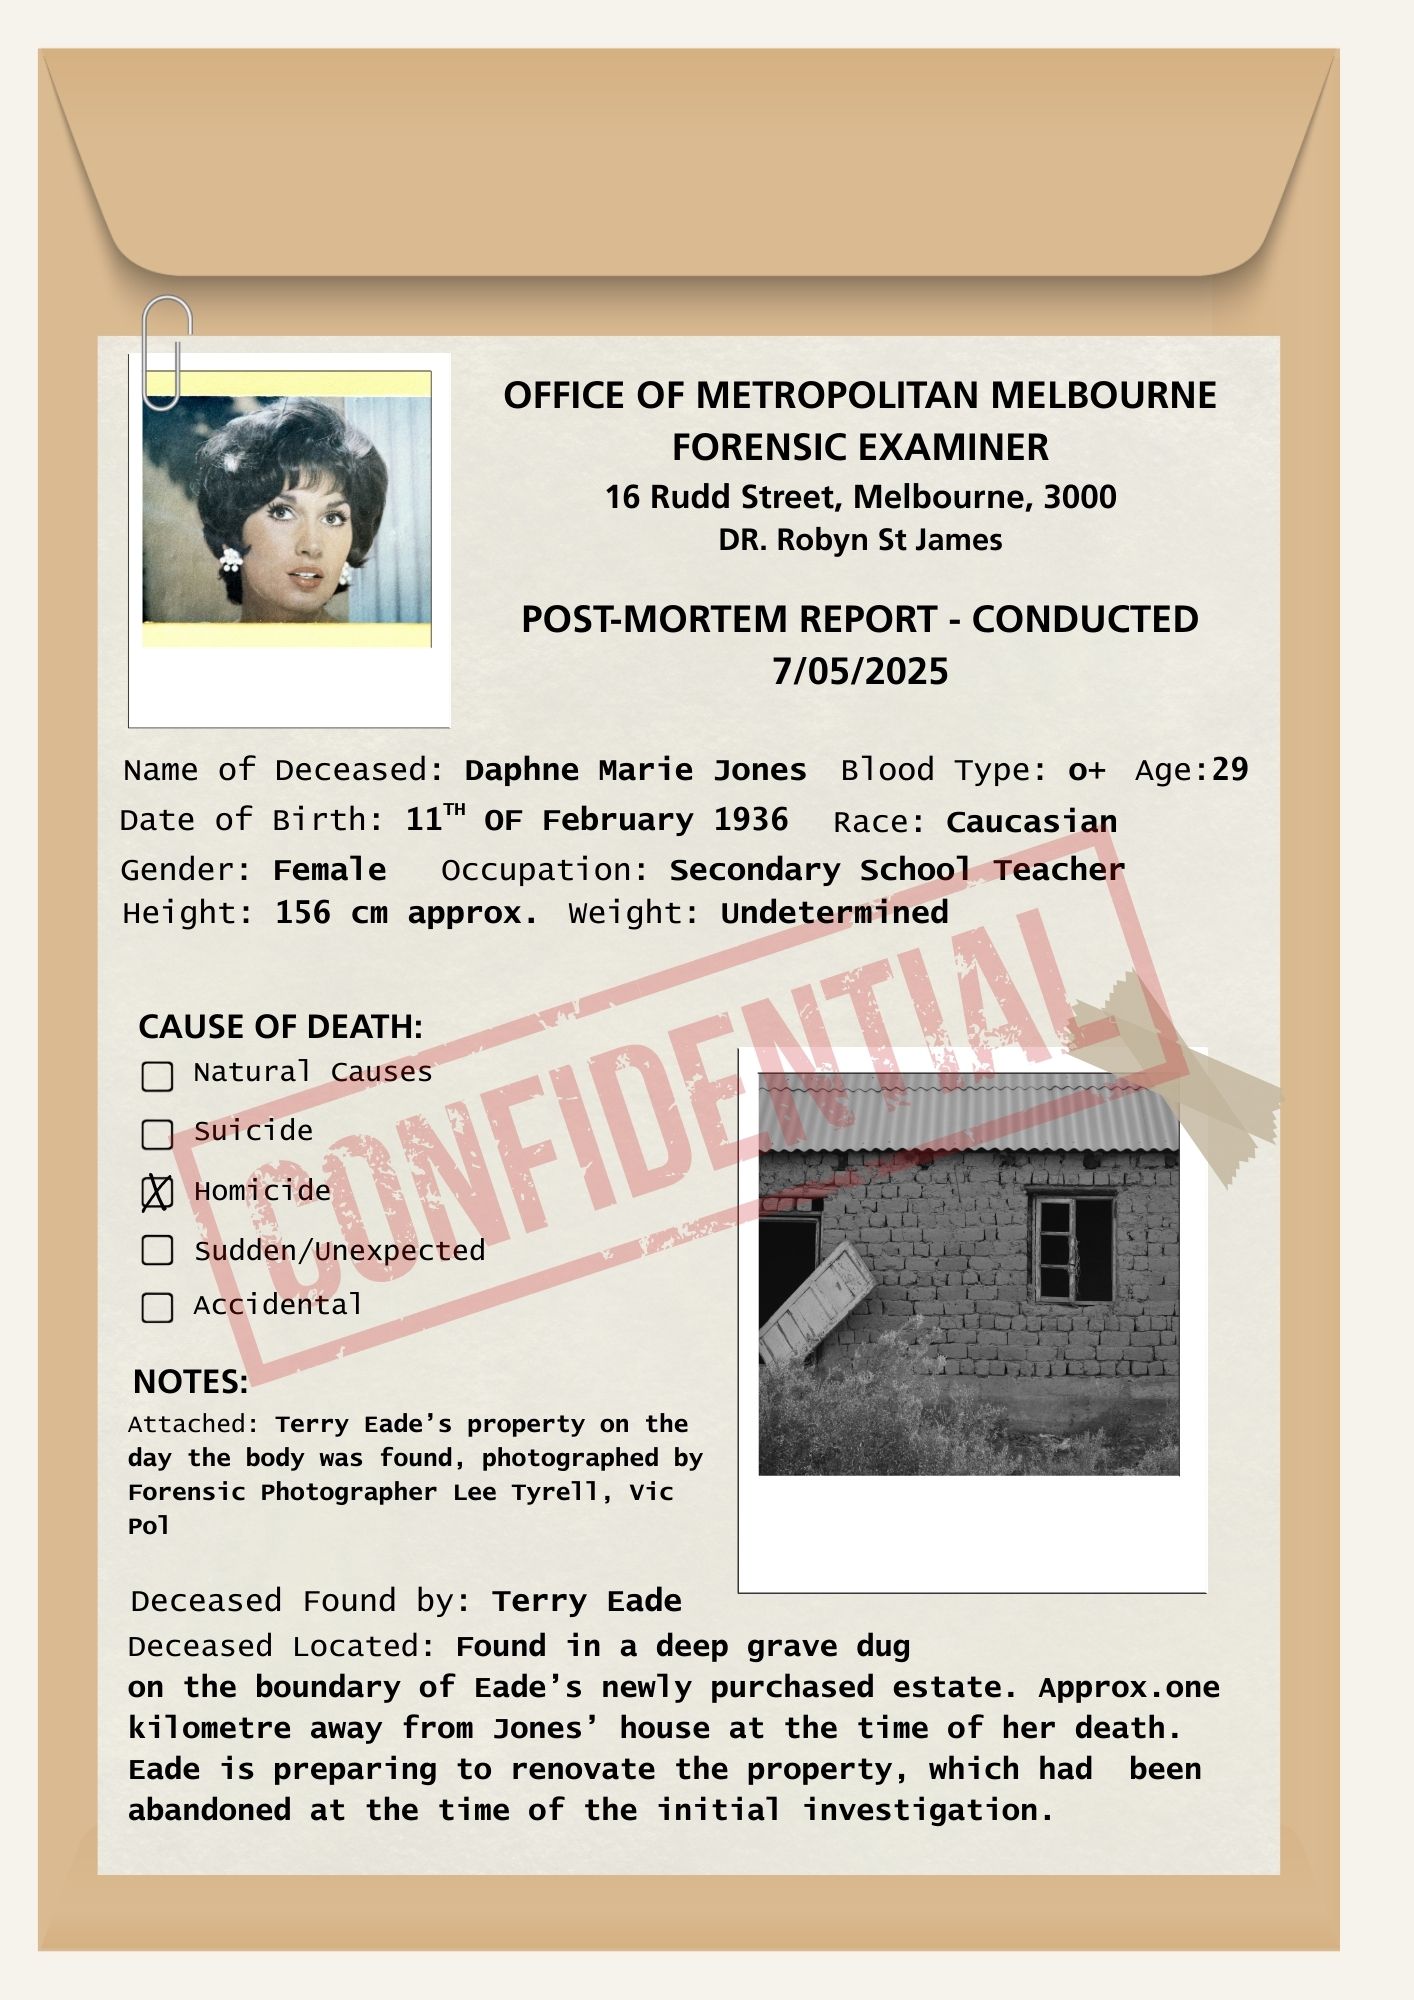 OFFICE OF METROPOLITAN MELBOURNE
FORENSIC EXAMINER
16 Rudd Street, Melbourne, 3000
DR. Robyn St James
POST-MORTEM REPORT - CONDUCTED
7/05/2025
Name of Deceased: Daphne Marie Jones Blood Type: o+ Age:29
Date of Birth: 11TH OF February 1936 Race: Caucasian
Gender: Female Occupation: Secondary School Teacher
Height: 156 cm approx. Weight: Undetermined
CONFIDENTIAL
CAUSE OF DEATH:
Natural Causes
Suicide
Homicide
Sudden/Unexpected
Accidental
NOTES:
Attached: Terry Eade’s property on the
day the body was found, photographed by
Forensic Photographer Lee Tyrell, Vic
Pol
Deceased Found by: Terry Eade
Deceased Located: Found in a deep grave dug
on the boundary of Eade’s newly purchased estate. Approx.one
kilometre away from Jones’ house at the time of her death.
Eade is preparing to renovate the property, which had been
abandoned at the time of the initial investigation.